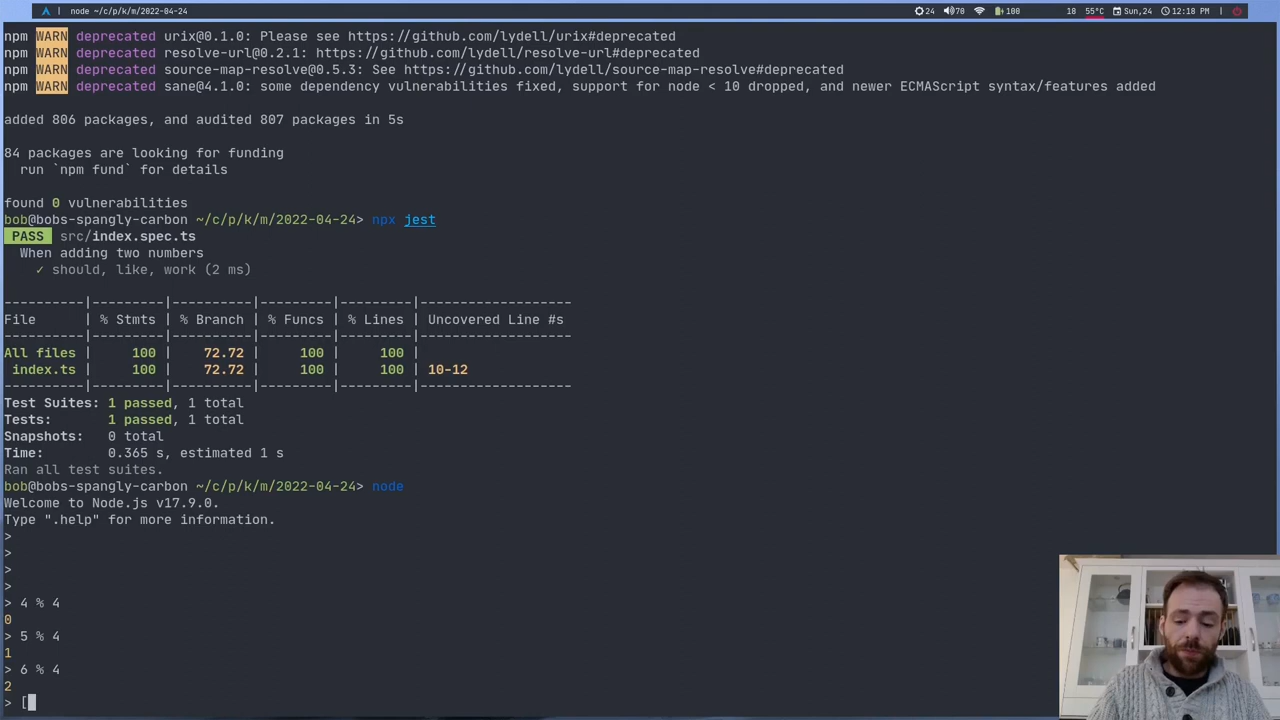 node ~/c/p/k/m/2022-04-24
24 70 100 18 55°C Sun,24 12:18 PM
npm WARN deprecated urix@0.1.0: Please see https://github.com/lydell/urix#deprecated
npm WARN deprecated resolve-url@0.2.1: https://github.com/lydell/resolve-url#deprecated
npm WARN deprecated source-map-resolve@0.5.3: See https://github.com/lydell/source-map-resolve#deprecated
npm WARN deprecated sane@4.1.0: some dependency vulnerabilities fixed, support for node < 10 dropped, and newer ECMAScript syntax/features added
added 806 packages, and audited 807 packages in 5s
84 packages are looking for funding
run `npm fund` for details
found 0 vulnerabilities
bob@bobs-spangly-carbon ~/c/p/k/m/2022-04-24> npx jest
PASS src/index.spec.ts
When adding two numbers
✓ should, like, work (2 ms)
----------|---------|----------|---------|---------|-------------------
File      | % Stmts | % Branch | % Funcs | % Lines | Uncovered Line #s
----------|---------|----------|---------|---------|-------------------
All files |     100 |    72.72 |     100 |     100 |
 index.ts |     100 |    72.72 |     100 |     100 | 10-12
----------|---------|----------|---------|---------|-------------------
Test Suites: 1 passed, 1 total
Tests:       1 passed, 1 total
Snapshots:   0 total
Time:        0.365 s, estimated 1 s
Ran all test suites.
bob@bobs-spangly-carbon ~/c/p/k/m/2022-04-24> node
Welcome to Node.js v17.9.0.
Type ".help" for more information.
>
>
>
>
> 4 % 4
0
> 5 % 4
1
> 6 % 4
2
> [